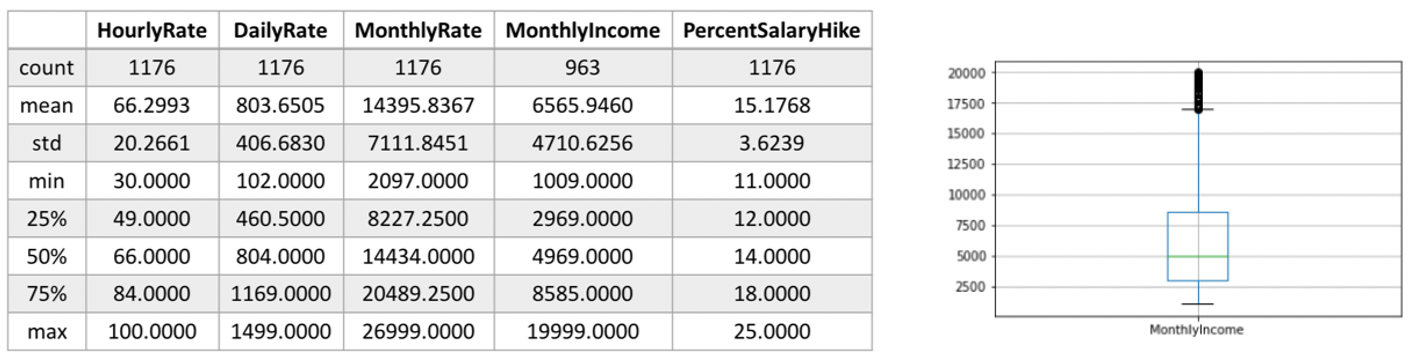 HourlyRate DailyRate MonthlyRate MonthlyIncome PercentSalaryHike
count 1176 1176 1176 963 1176
mean 66.2993 803.6505 14395.8367 6565.9460 15.1768
std 20.2661 406.6830 7111.8451 4710.6256 3.6239
min 30.0000 102.0000 2097.0000 1009.0000 11.0000
25% 49.0000 460.5000 8227.2500 2969.0000 12.0000
50% 66.0000 804.0000 14434.0000 4969.0000 14.0000
75% 84.0000 1169.0000 20489.2500 8585.0000 18.0000
max 100.0000 1499.0000 26999.0000 19999.0000 25.0000
20000
17500
15000
12500
10000
7500
5000
2500
MonthlyIncome